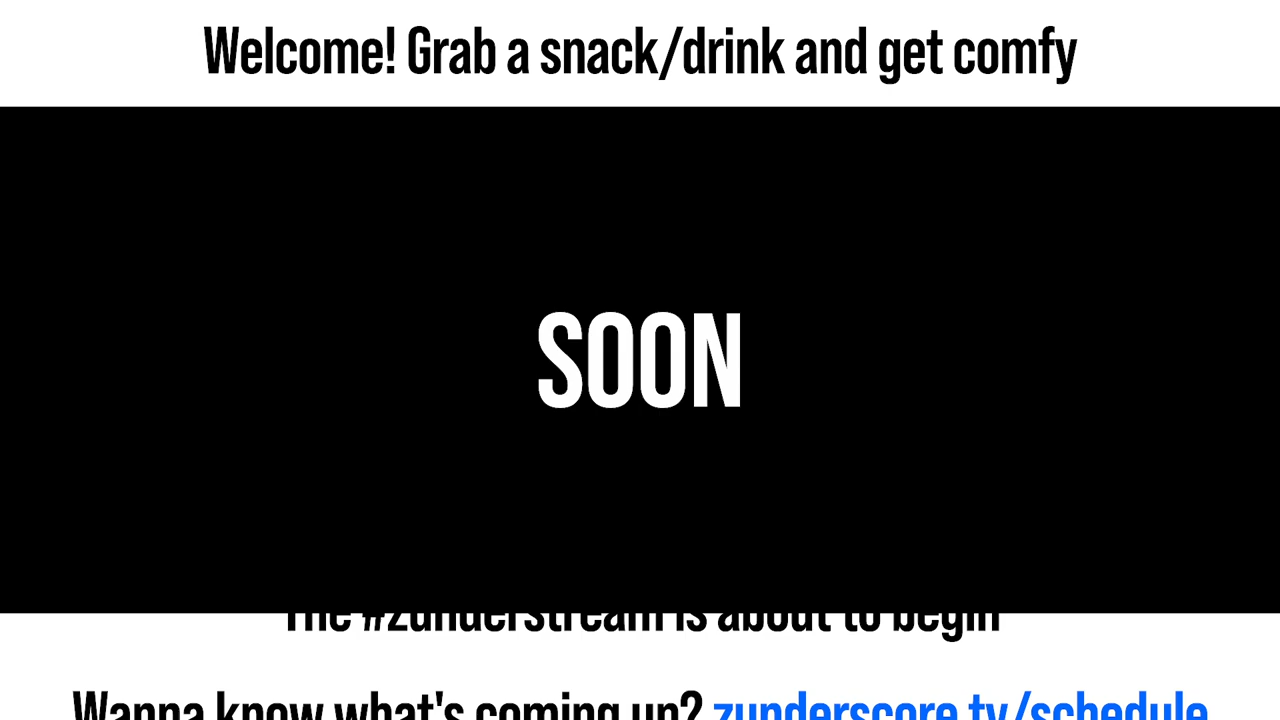 Welcome! Grab a snack/drink and get comfy
SOON
The #zunderstream is about to begin
Wanna know what's coming up? zunderscore.tv/schedule